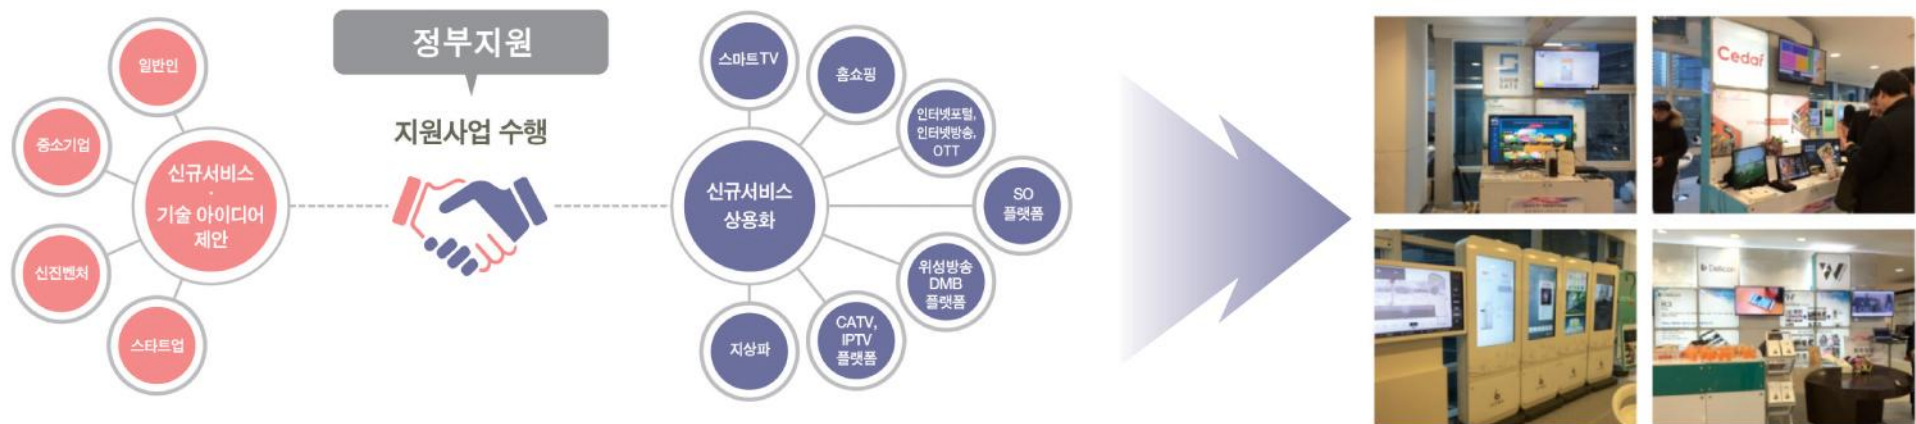 일반인
중소기업
신진벤처
스타트업
신규서비스
·
기술 아이디어
제안
정부지원
지원사업 수행
신규서비스
상용화
스마트TV
홈쇼핑
인터넷포털,
인터넷방송,
OTT
SO
플랫폼
위성방송
DMB
플랫폼
CATV,
IPTV
플랫폼
지상파
Cedar